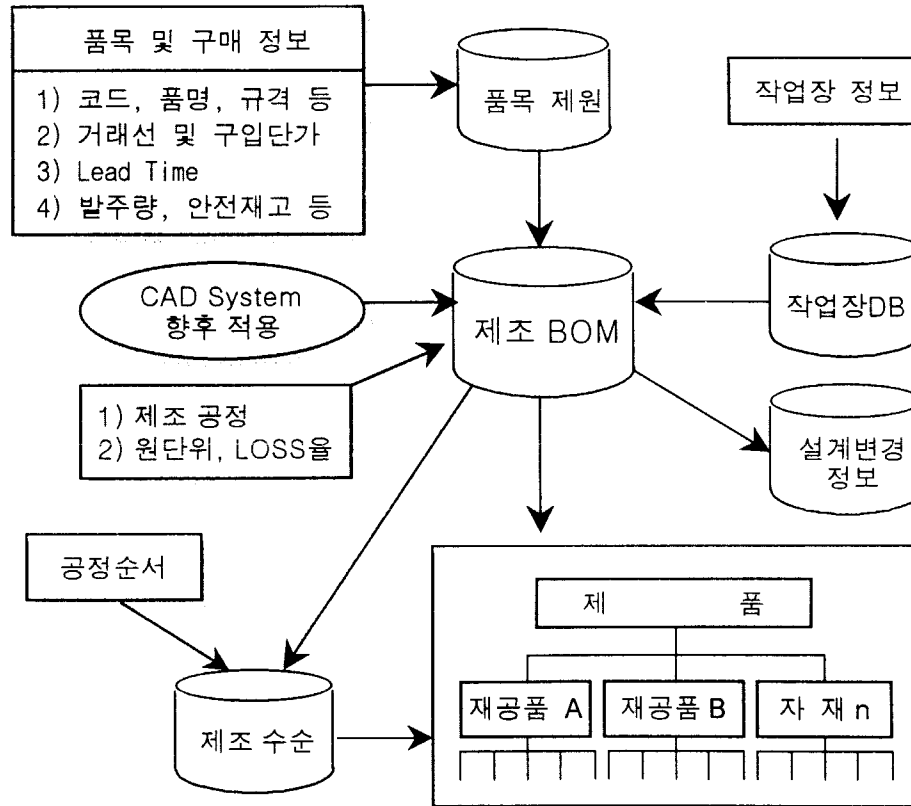 품목 및 구매 정보
1) 코드, 품명, 규격 등
2) 거래선 및 구입단가
3) Lead Time
4) 발주량, 안전재고 등
품목 제원
작업장 정보
CAD System
향후 적용
제조 BOM
작업장DB
1) 제조 공정
2) 원단위, LOSS율
설계변경
정보
공정순서
제 품
재공품 A
재공품 B
자 재 n
제조 수순